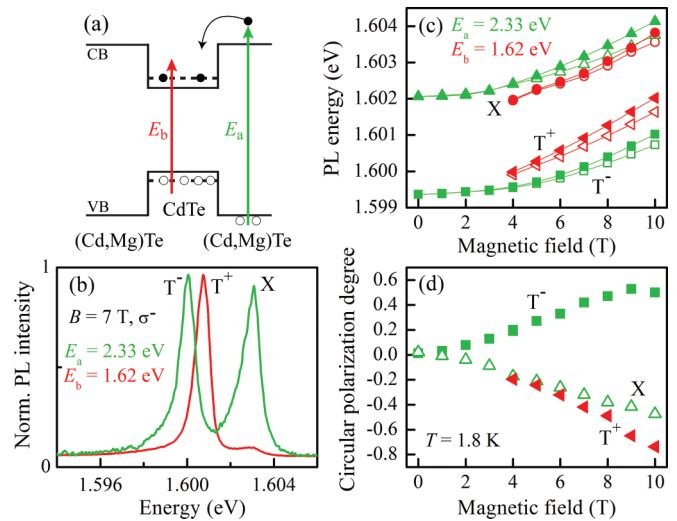 (a)
CB
E_b
E_a
VB
CdTe
(Cd,Mg)Te
(Cd,Mg)Te
(b)
T⁻
T⁺
X
B = 7 T, σ⁻
E_a = 2.33 eV
E_b = 1.62 eV
1
0
Norm. PL intensity
1.596
1.600
1.604
Energy (eV)
(c)
E_a = 2.33 eV
E_b = 1.62 eV
X
T⁺
T⁻
1.604
1.603
1.602
1.601
1.600
1.599
PL energy (eV)
0 2 4 6 8 10
Magnetic field (T)
(d)
T⁻
X
T⁺
T = 1.8 K
0.6
0.4
0.2
0.0
-0.2
-0.4
-0.6
-0.8
Circular polarization degree
0 2 4 6 8 10
Magnetic field (T)